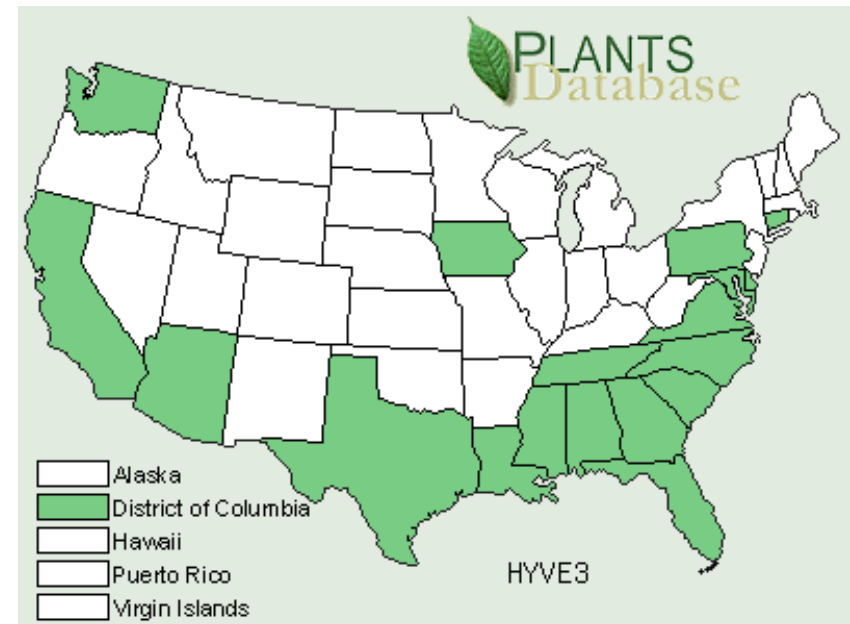 PLANTS
Database
Alaska
District of Columbia
Hawaii
Puerto Rico
Virgin Islands
HYVE3